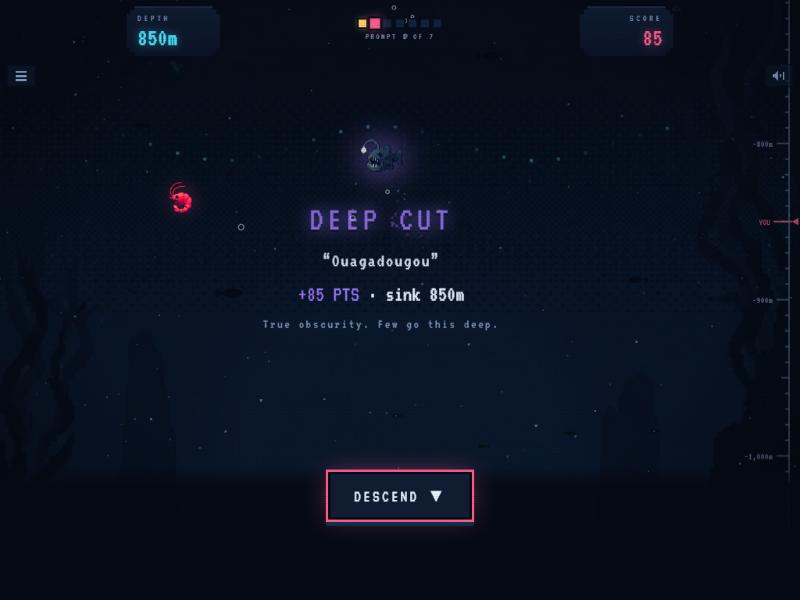 DEPTH
850m
PROMPT 2 OF 7
SCORE
85
-800m
DEEP CUT
YOU
“Ouagadougou”
+85 PTS · sink 850m
-900m
True obscurity. Few go this deep.
-1,000m
DESCEND ▼